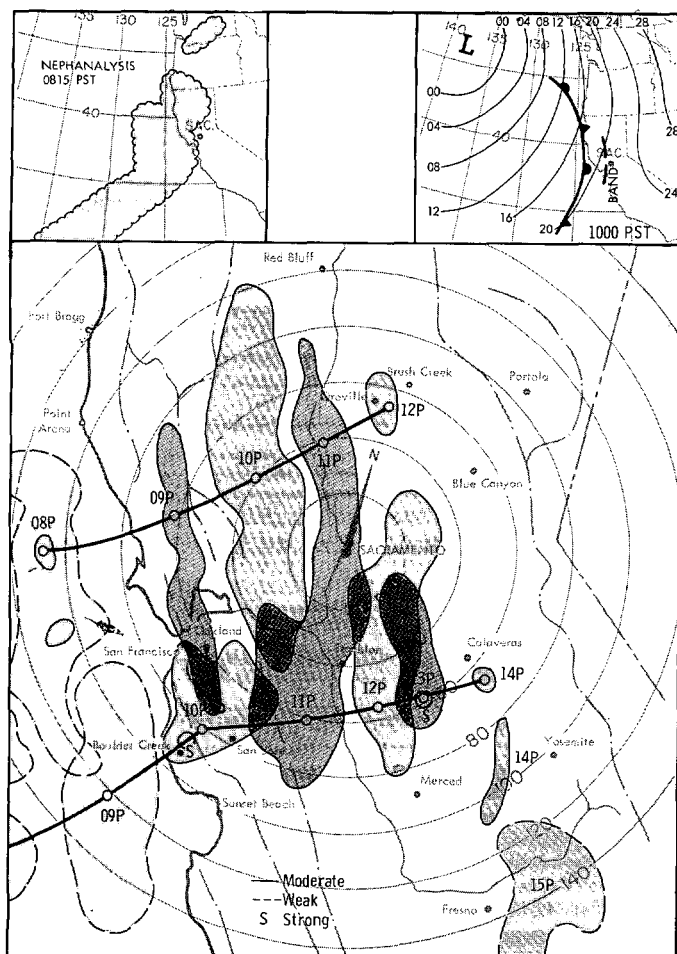 130 125
NEPHANALYSIS
0815 PST
40
SAC.
140 00 04 08 12 16 20 24 28
135 130 125
L
00
04
40
08
SAC.
BAND
28
24
12
16
20
1000 PST
Red Bluff
Fort Bragg
Brush Creek
Portola
Oroville
12P
Point
Arena
11P
10P
N
Blue Canyon
09P
08P
SACRAMENTO
Oakland
San Francisco
Calaveras
13P
14P
10P
11P
12P
S
Boulder Creek
S
80
14P
Yosemite
100
Merced
09P
Sunset Beach
120
15P
140
Moderate
Weak
S Strong
Fresno